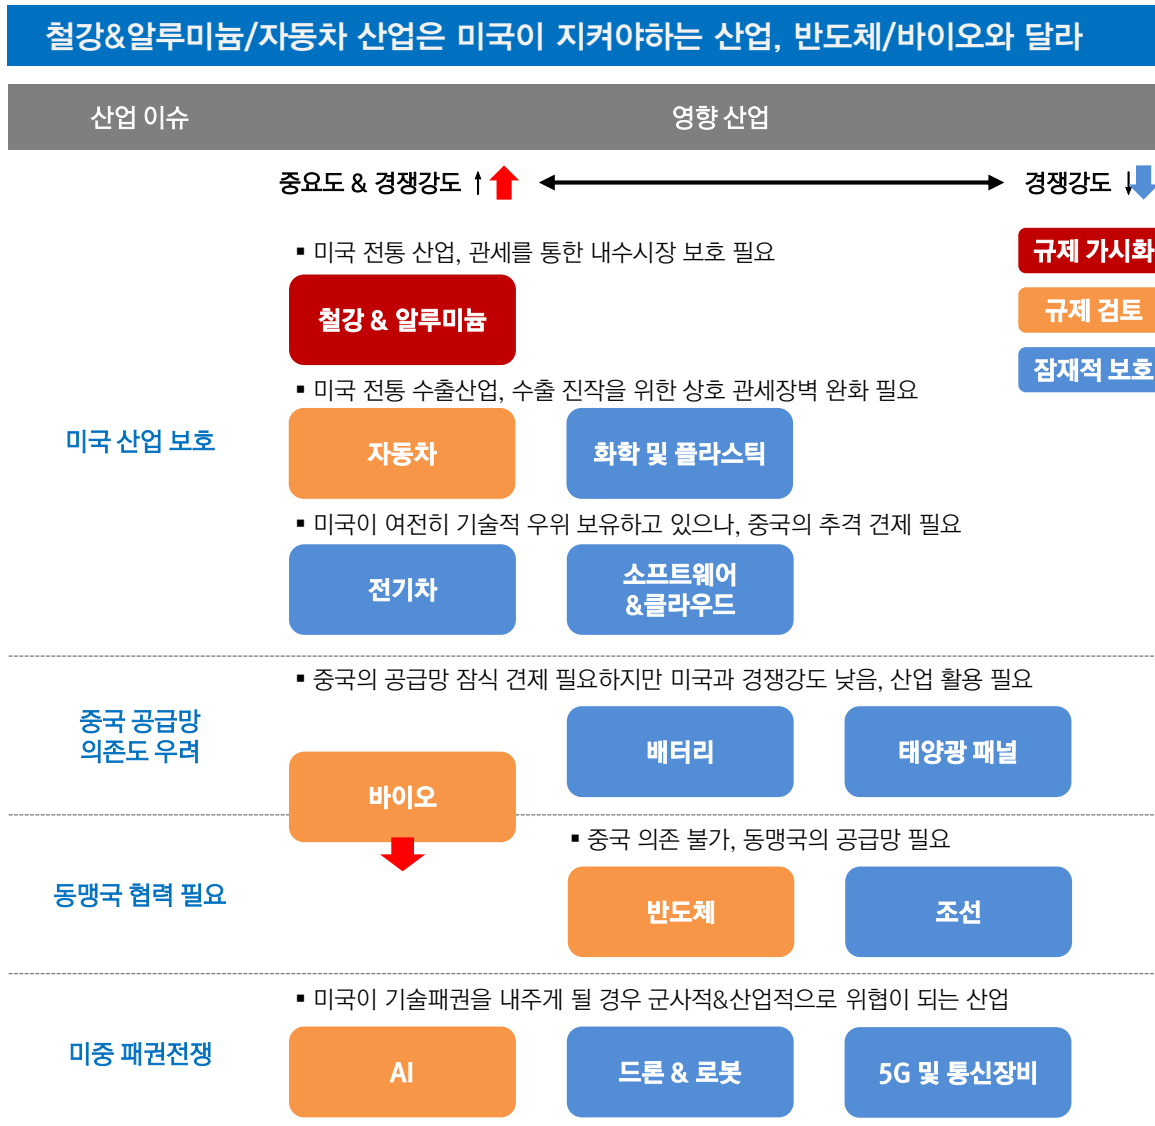 철강&알루미늄/자동차 산업은 미국이 지켜야하는 산업, 반도체/바이오와 달라
산업 이슈
영향 산업
중요도 & 경쟁강도 ↑
경쟁강도 ↓
▪ 미국 전통 산업, 관세를 통한 내수시장 보호 필요
규제 가시화
철강 & 알루미늄
규제 검토
잠재적 보호
▪ 미국 전통 수출산업, 수출 진작을 위한 상호 관세장벽 완화 필요
미국 산업 보호
자동차
화학 및 플라스틱
▪ 미국이 여전히 기술적 우위 보유하고 있으나, 중국의 추격 견제 필요
전기차
소프트웨어
&클라우드
▪ 중국의 공급망 잠식 견제 필요하지만 미국과 경쟁강도 낮음, 산업 활용 필요
중국 공급망
의존도 우려
배터리
태양광 패널
바이오
▪ 중국 의존 불가, 동맹국의 공급망 필요
동맹국 협력 필요
반도체
조선
▪ 미국이 기술패권을 내주게 될 경우 군사적&산업적으로 위협이 되는 산업
미중 패권전쟁
AI
드론 & 로봇
5G 및 통신장비